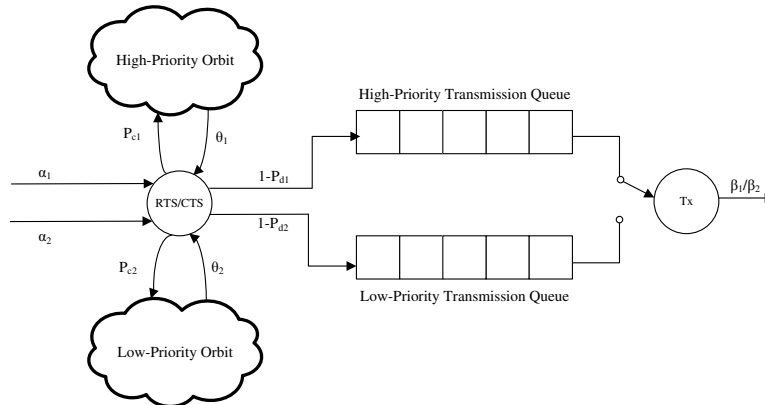 High-Priority Orbit
High-Priority Transmission Queue
P_c1
θ_1
α_1
1-P_d1
β_1/β_2
RTS/CTS
Tx
α_2
1-P_d2
P_c2
θ_2
Low-Priority Transmission Queue
Low-Priority Orbit